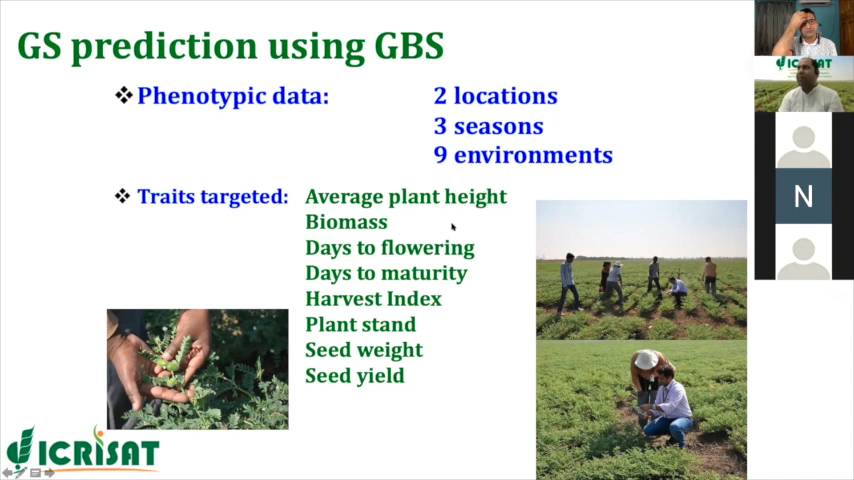 GS prediction using GBS
❖ Phenotypic data: 2 locations
3 seasons
9 environments
❖ Traits targeted: Average plant height
Biomass
Days to flowering
Days to maturity
Harvest Index
Plant stand
Seed weight
Seed yield
ICRISAT
ICRISAT
N